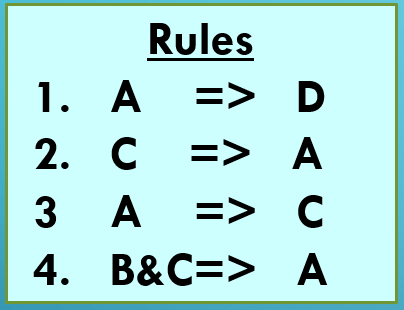 Rules
1. A => D
2. C => A
3 A => C
4. B&C=> A